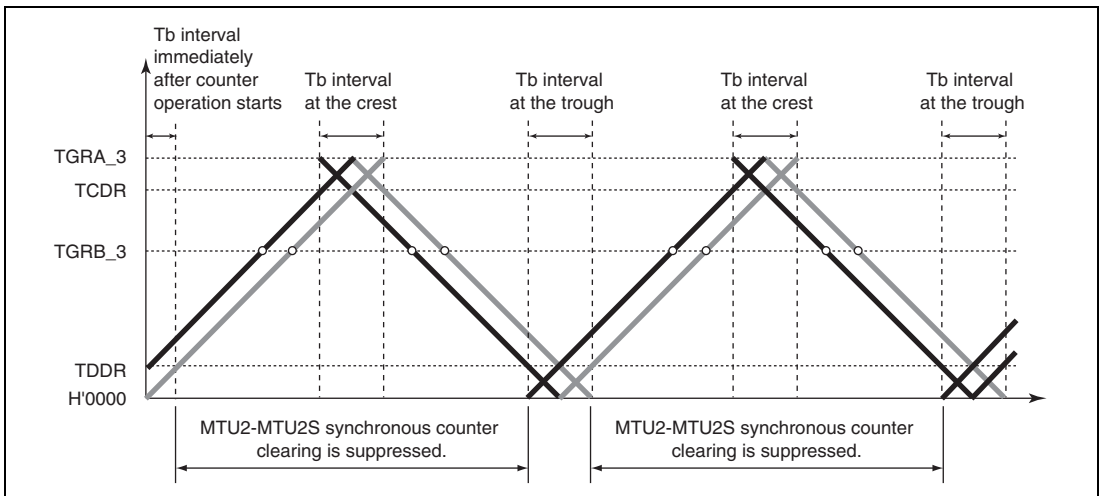 Tb interval
immediately
after counter
operation starts
Tb interval
at the crest
Tb interval
at the trough
Tb interval
at the crest
Tb interval
at the trough
TGRA_3
TCDR
TGRB_3
TDDR
H'0000
MTU2-MTU2S synchronous counter
clearing is suppressed.
MTU2-MTU2S synchronous counter
clearing is suppressed.